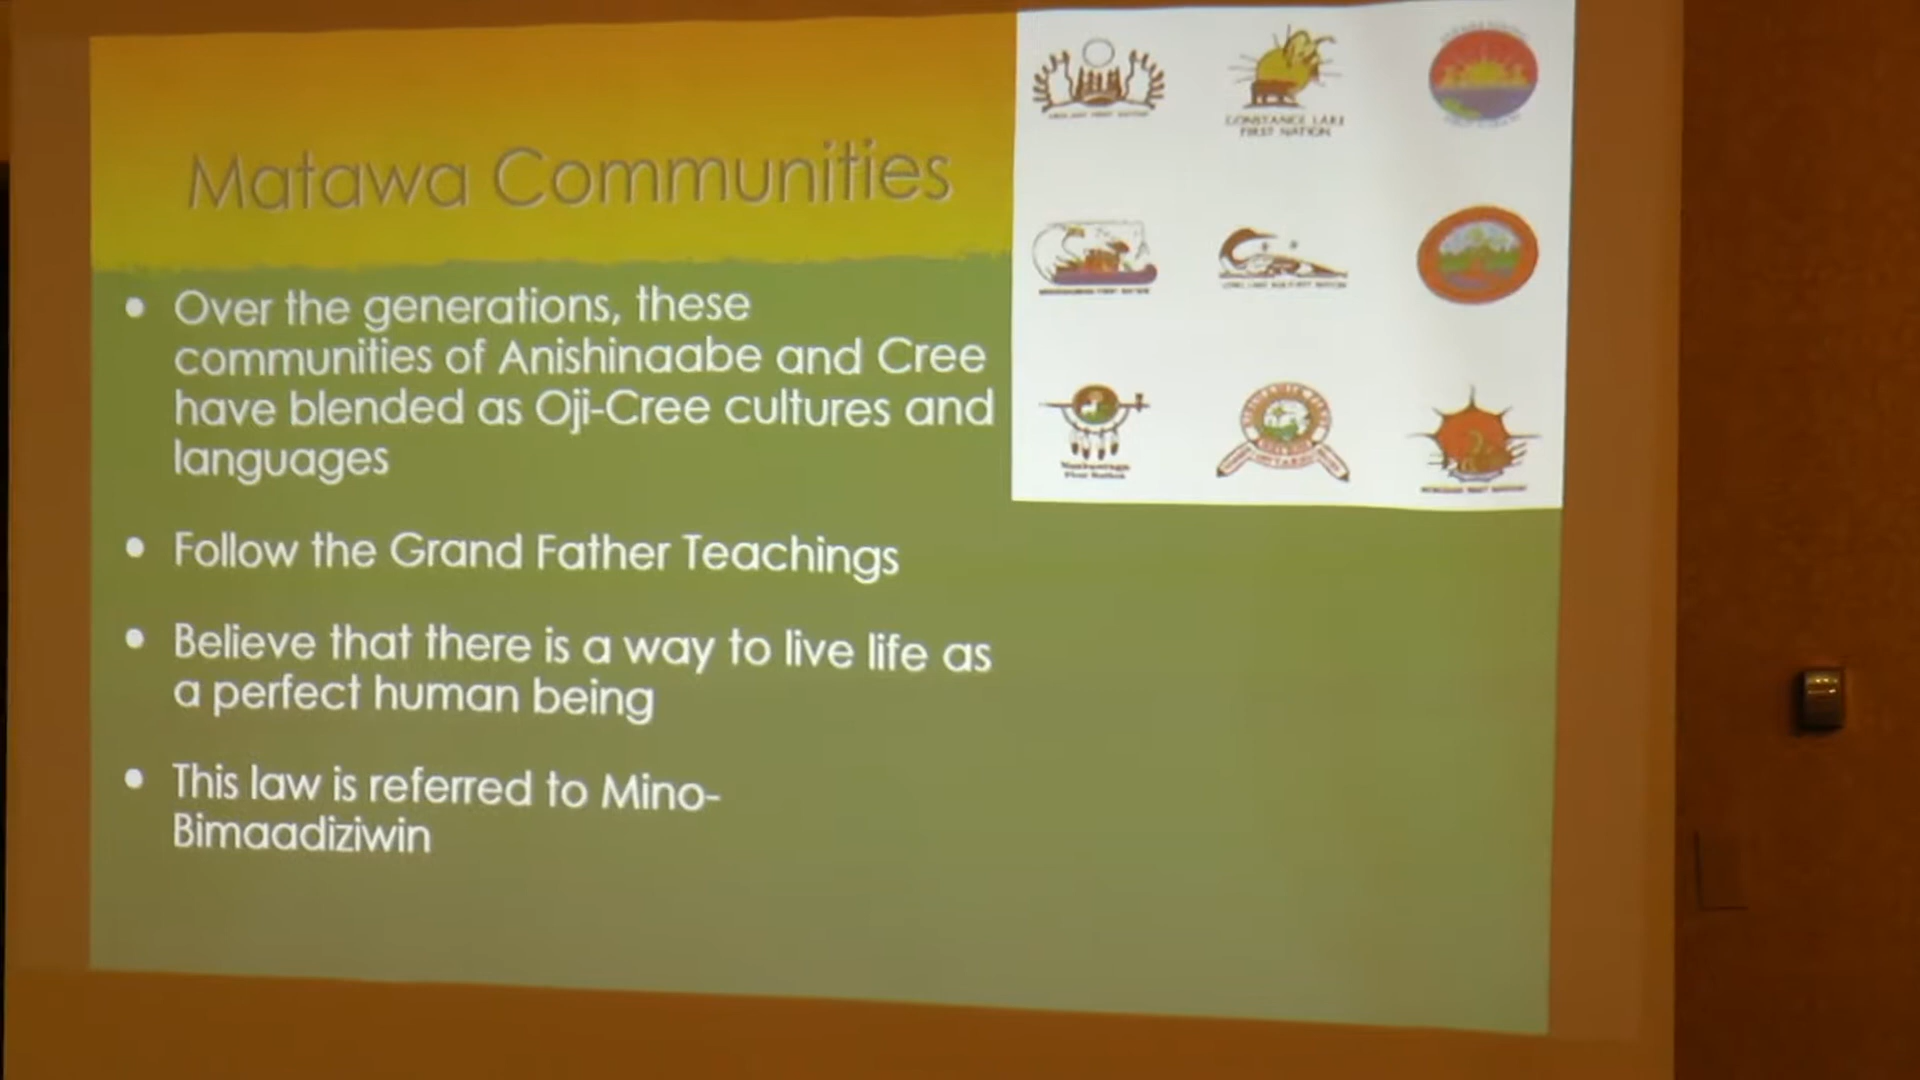 Matawa Communities
Over the generations, these
communities of Anishinaabe and Cree
have blended as Oji-Cree cultures and
languages
Follow the Grand Father Teachings
Believe that there is a way to live life as
a perfect human being
This law is referred to Mino-
Bimaadiziwin
CONSTANCE LAKE
FIRST NATION
First Nation